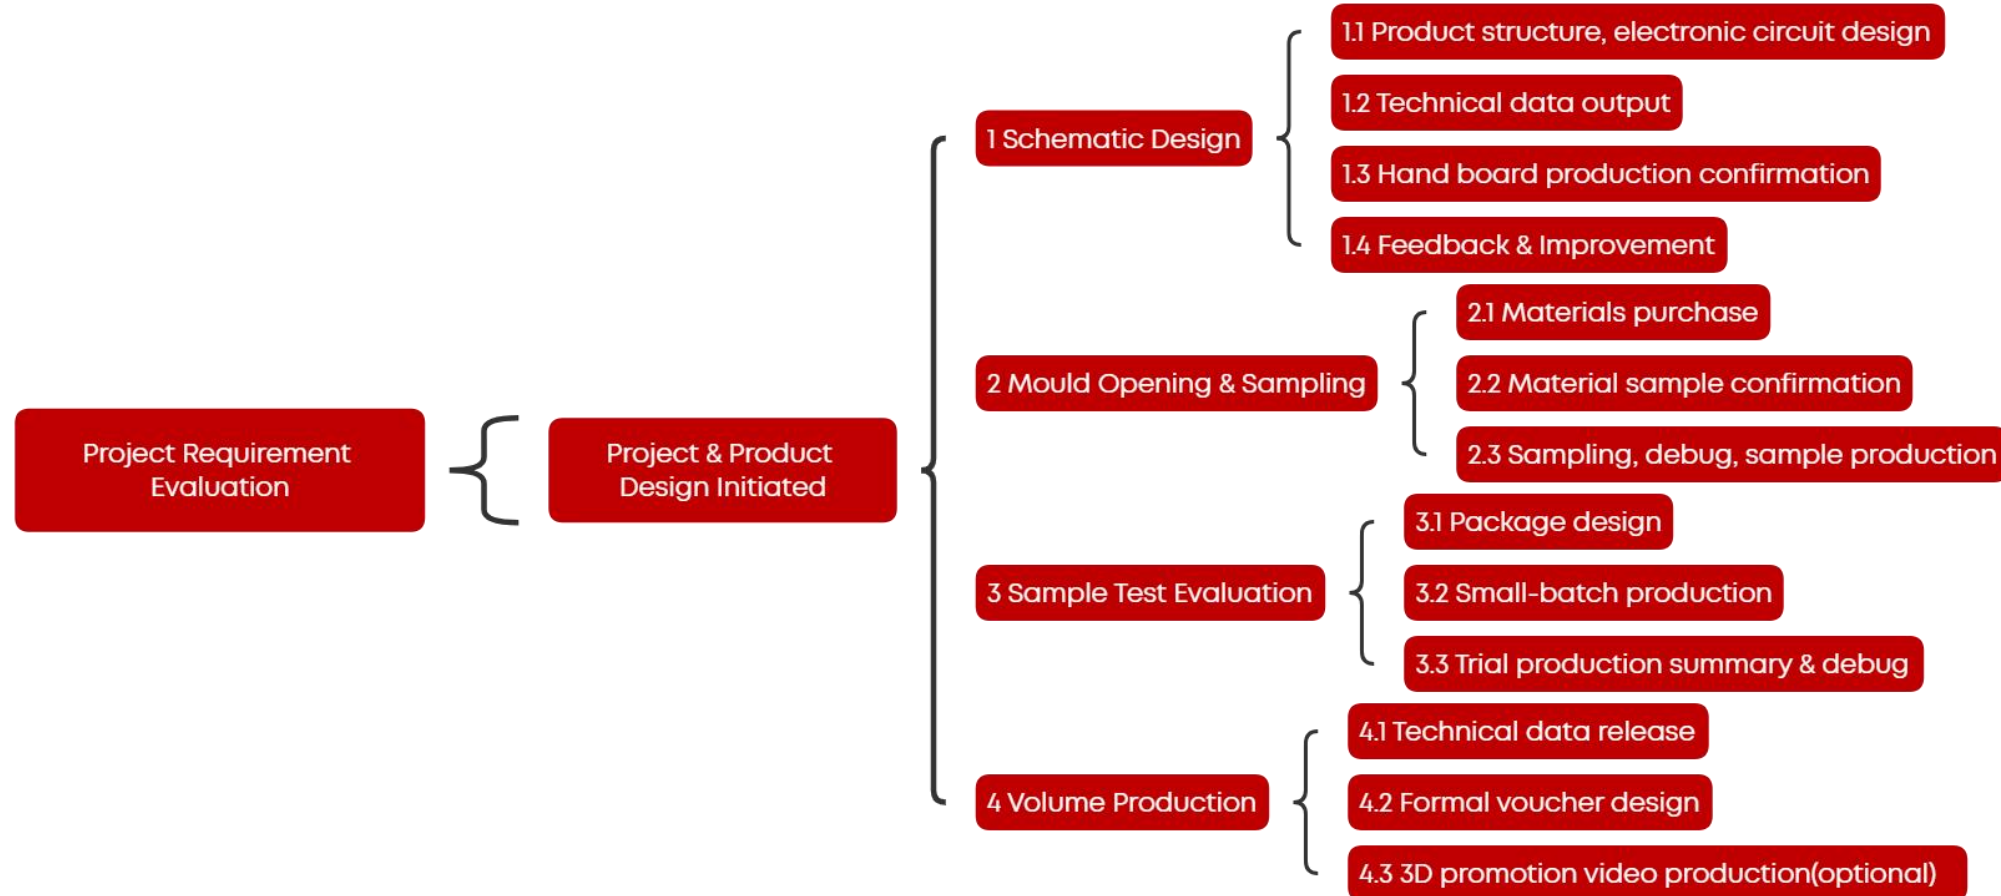 Project Requirement
Evaluation
Project & Product
Design Initiated
1 Schematic Design
1.1 Product structure, electronic circuit design
1.2 Technical data output
1.3 Hand board production confirmation
1.4 Feedback & Improvement
2 Mould Opening & Sampling
2.1 Materials purchase
2.2 Material sample confirmation
2.3 Sampling, debug, sample production
3 Sample Test Evaluation
3.1 Package design
3.2 Small-batch production
3.3 Trial production summary & debug
4 Volume Production
4.1 Technical data release
4.2 Formal voucher design
4.3 3D promotion video production(optional)